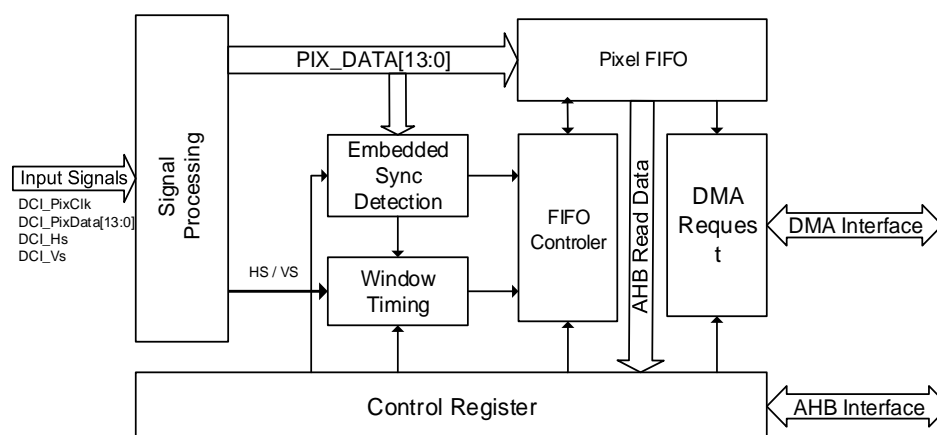 PIX_DATA[13:0]
Pixel FIFO
Signal
Processing
Input Signals
DCI_PixClk
DCI_PixData[13:0]
DCI_Hs
DCI_Vs
Embedded
Sync
Detection
HS / VS
Window
Timing
FIFO
Controler
AHB Read Data
DMA
Reques
t
DMA Interface
Control Register
AHB Interface